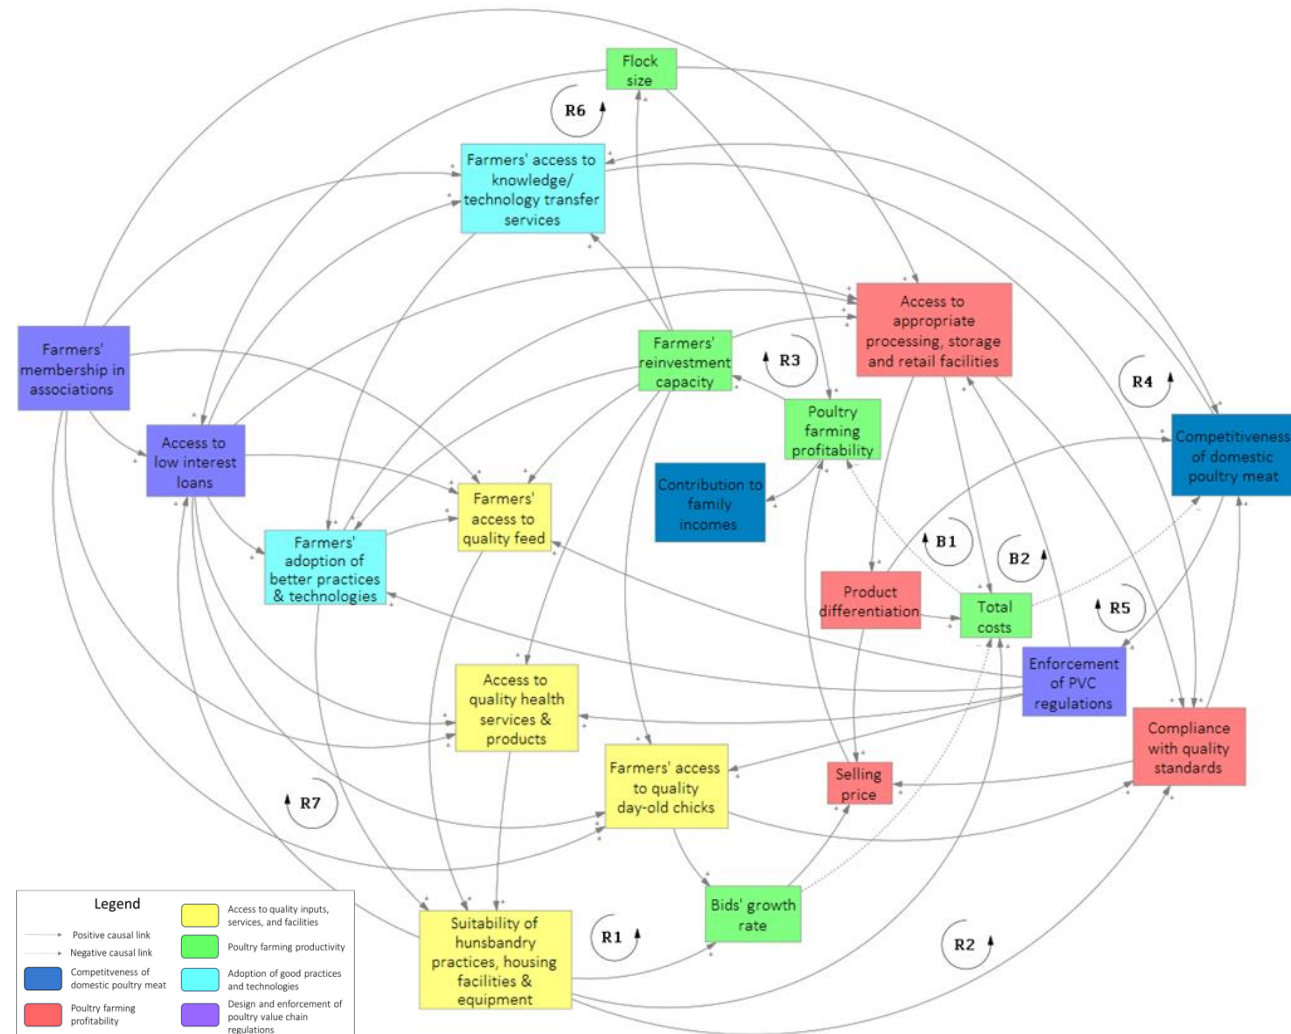 Flock
size
R6
Farmers' access to
knowledge/
technology transfer
services
Access to
appropriate
processing, storage
and retail facilities
Farmers'
membership in
associations
Farmers'
reinvestment
capacity
R3
R4
Poultry
farming
profitability
Competitiveness
of domestic
poultry meat
Access to
low interest
loans
Contribution to
family
incomes
Farmers'
access to
quality feed
Farmers'
adoption of
better practices
& technologies
B1
B2
Product
differentiation
Total
costs
R5
Enforcement
of PVC
regulations
Access to
quality health
services &
products
Compliance
with quality
standards
Farmers' access
to quality
day-old chicks
Selling
price
R7
Bids' growth
rate
Suitability of
hunsbandry
practices, housing
facilities &
equipment
R1
R2
Legend
Positive causal link
Negative causal link
Competitiveness of
domestic poultry meat
Poultry farming
profitability
Access to quality inputs,
services, and facilities
Poultry farming productivity
Adoption of good practices
and technologies
Design and enforcement of
poultry value chain
regulations